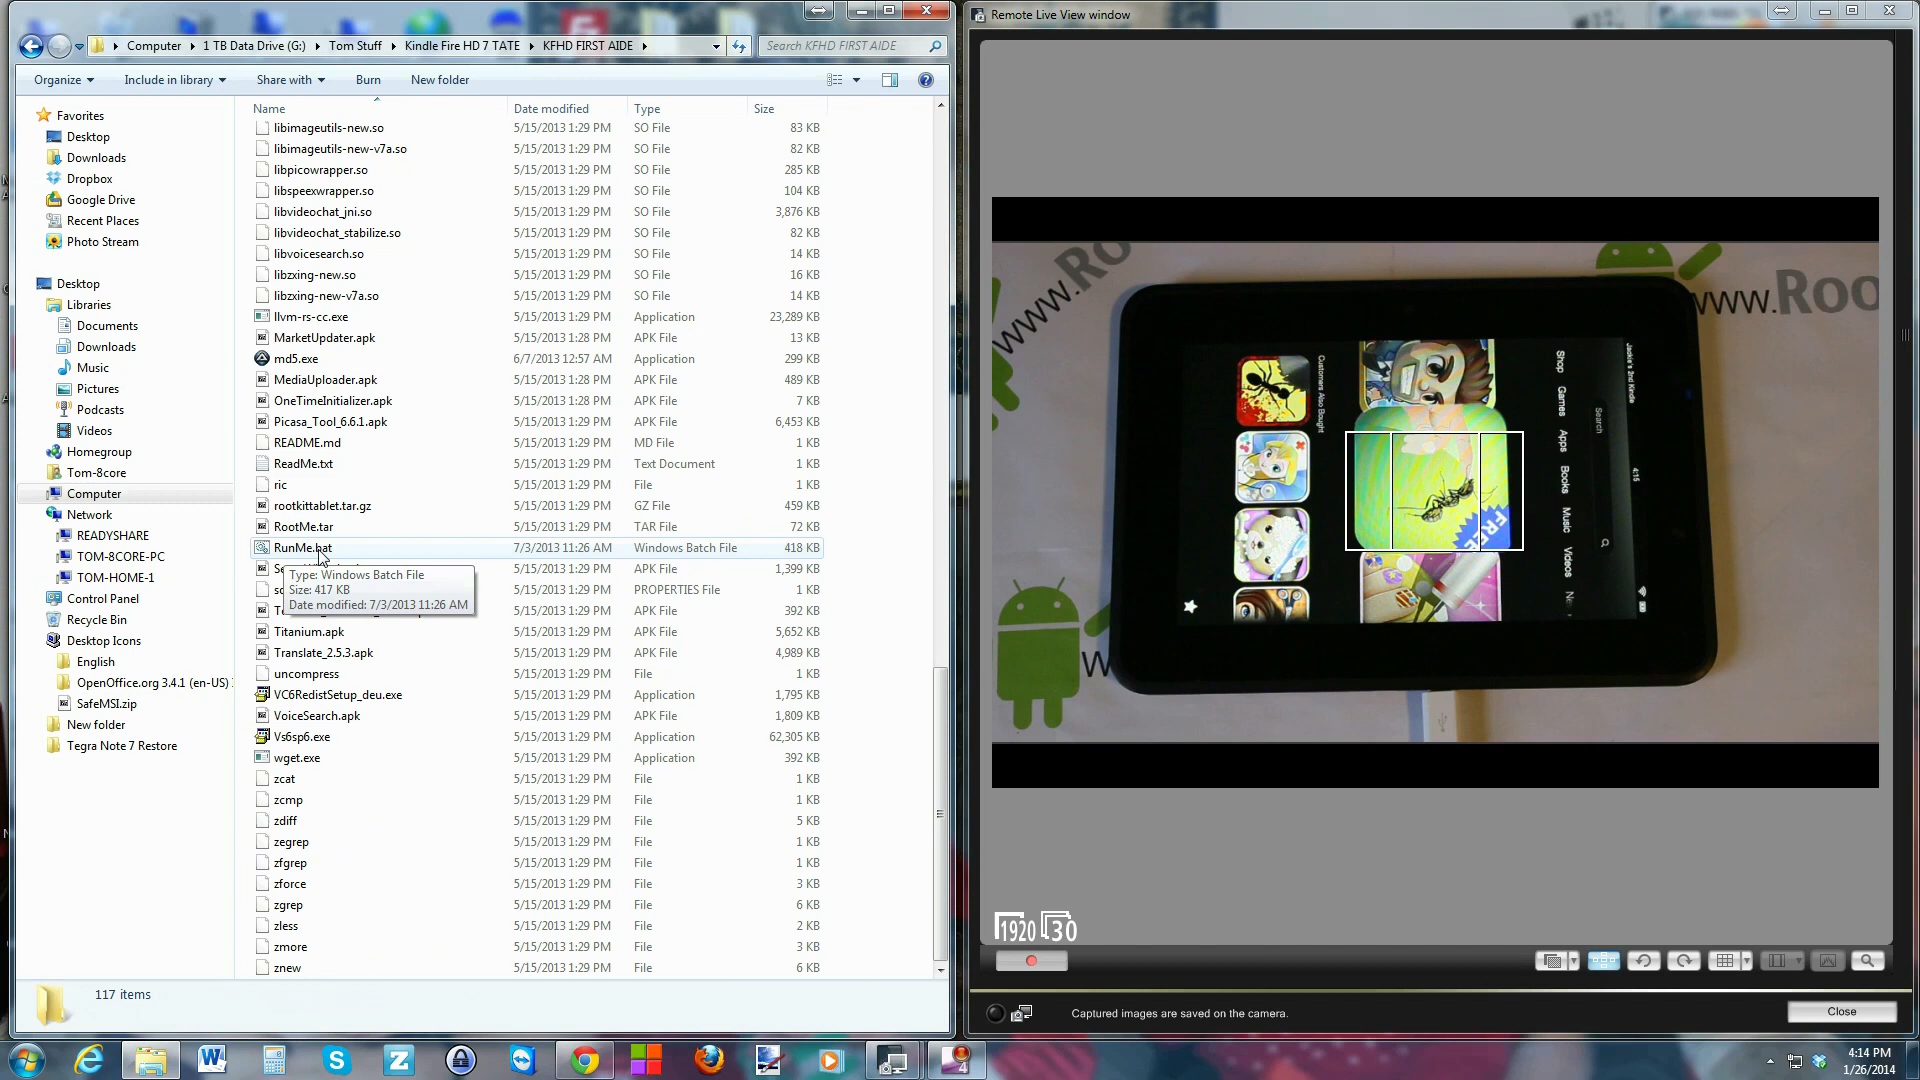 Computer
1 TB Data Drive (G:)
Tom Stuff
Kindle Fire HD 7 TATE
KFHD FIRST AIDE
Search KFHD FIRST AIDE
Organize
Include in library
Share with
Burn
New folder
Favorites
Desktop
Downloads
Dropbox
Google Drive
Recent Places
Photo Stream
Desktop
Libraries
Documents
Downloads
Music
Pictures
Podcasts
Videos
Homegroup
Tom-8core
Computer
Network
READYSHARE
TOM-8CORE-PC
TOM-HOME-1
Control Panel
Recycle Bin
Desktop Icons
English
OpenOffice.org 3.4.1 (en-US)
SafeMSI.zip
New folder
Tegra Note 7 Restore
Name Date modified Type Size
libimageutils-new.so 5/15/2013 1:29 PM SO File 83 KB
libimageutils-new-v7a.so 5/15/2013 1:29 PM SO File 82 KB
libpicowrapper.so 5/15/2013 1:29 PM SO File 285 KB
libspeexwrapper.so 5/15/2013 1:29 PM SO File 104 KB
libvideochat_jni.so 5/15/2013 1:29 PM SO File 3,876 KB
libvideochat_stabilize.so 5/15/2013 1:29 PM SO File 82 KB
libvoicesearch.so 5/15/2013 1:29 PM SO File 14 KB
libzxing-new.so 5/15/2013 1:29 PM SO File 16 KB
libzxing-new-v7a.so 5/15/2013 1:29 PM SO File 14 KB
llvm-rs-cc.exe 5/15/2013 1:29 PM Application 23,289 KB
MarketUpdater.apk 5/15/2013 1:28 PM APK File 13 KB
md5.exe 6/7/2013 12:57 AM Application 299 KB
MediaUploader.apk 5/15/2013 1:28 PM APK File 489 KB
OneTimeInitializer.apk 5/15/2013 1:28 PM APK File 7 KB
Picasa_Tool_6.6.1.apk 5/15/2013 1:29 PM APK File 6,453 KB
README.md 5/15/2013 1:29 PM MD File 1 KB
ReadMe.txt 5/15/2013 1:29 PM Text Document 1 KB
ric 5/15/2013 1:29 PM File 1 KB
rootkittablet.tar.gz 5/15/2013 1:29 PM GZ File 459 KB
RootMe.tar 5/15/2013 1:29 PM TAR File 72 KB
RunMe.bat 7/3/2013 11:26 AM Windows Batch File 418 KB
5/15/2013 1:29 PM APK File 1,399 KB
5/15/2013 1:29 PM PROPERTIES File 1 KB
5/15/2013 1:29 PM APK File 392 KB
Type: Windows Batch File
Size: 417 KB
Date modified: 7/3/2013 11:26 AM
Titanium.apk 5/15/2013 1:29 PM APK File 5,652 KB
Translate_2.5.3.apk 5/15/2013 1:29 PM APK File 4,989 KB
uncompress 5/15/2013 1:29 PM File 1 KB
VC6RedistSetup_deu.exe 5/15/2013 1:29 PM Application 1,795 KB
VoiceSearch.apk 5/15/2013 1:29 PM APK File 1,809 KB
Vs6sp6.exe 5/15/2013 1:29 PM Application 62,305 KB
wget.exe 5/15/2013 1:29 PM Application 392 KB
zcat 5/15/2013 1:29 PM File 1 KB
zcmp 5/15/2013 1:29 PM File 1 KB
zdiff 5/15/2013 1:29 PM File 5 KB
zegrep 5/15/2013 1:29 PM File 1 KB
zfgrep 5/15/2013 1:29 PM File 1 KB
zforce 5/15/2013 1:29 PM File 3 KB
zgrep 5/15/2013 1:29 PM File 6 KB
zless 5/15/2013 1:29 PM File 2 KB
zmore 5/15/2013 1:29 PM File 3 KB
znew 5/15/2013 1:29 PM File 6 KB
117 items
Remote Live View window
www.Ro
www.Roo
Jackie's 2nd Kindle
4:15
Search
Shop Games Apps Books Music Videos
Customers Also Bought
FREE
1920 30
Captured images are saved on the camera.
Close
4:14 PM
1/26/2014